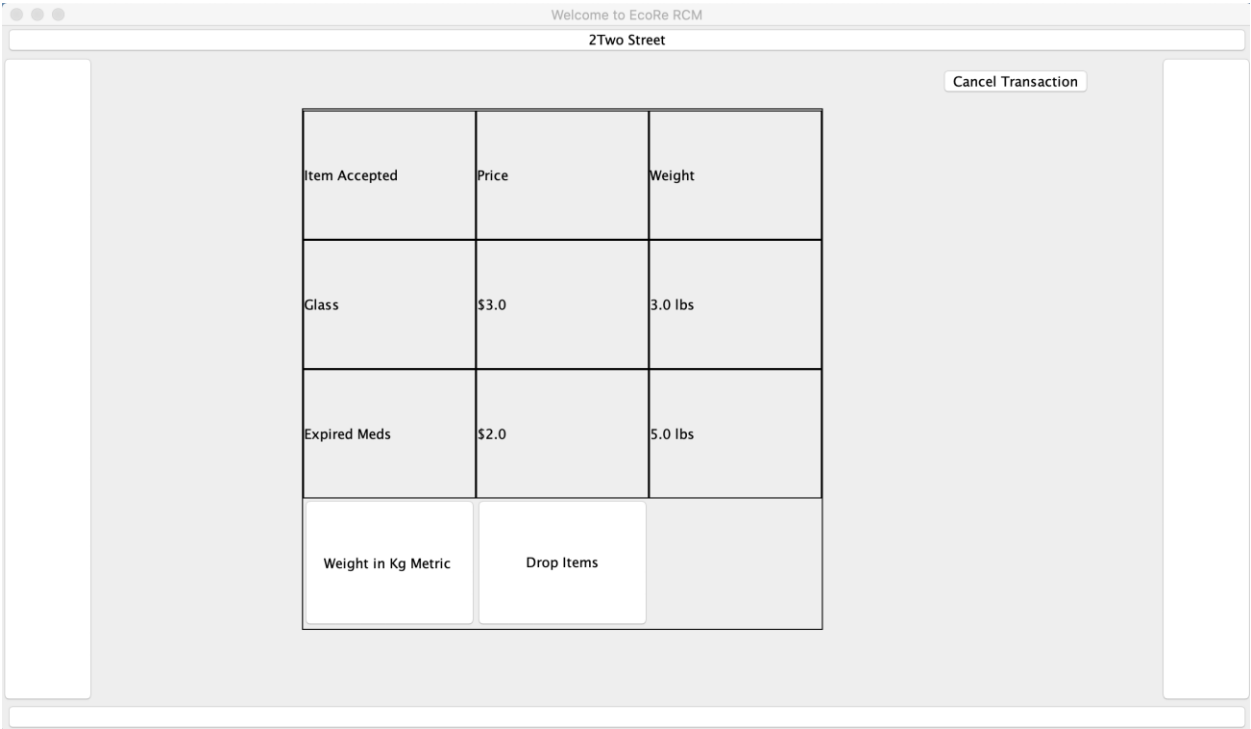 Welcome to EcoRe RCM
2Two Street
Cancel Transaction
Item Accepted Price Weight
Glass $3.0 3.0 lbs
Expired Meds $2.0 5.0 lbs
Weight in Kg Metric Drop Items